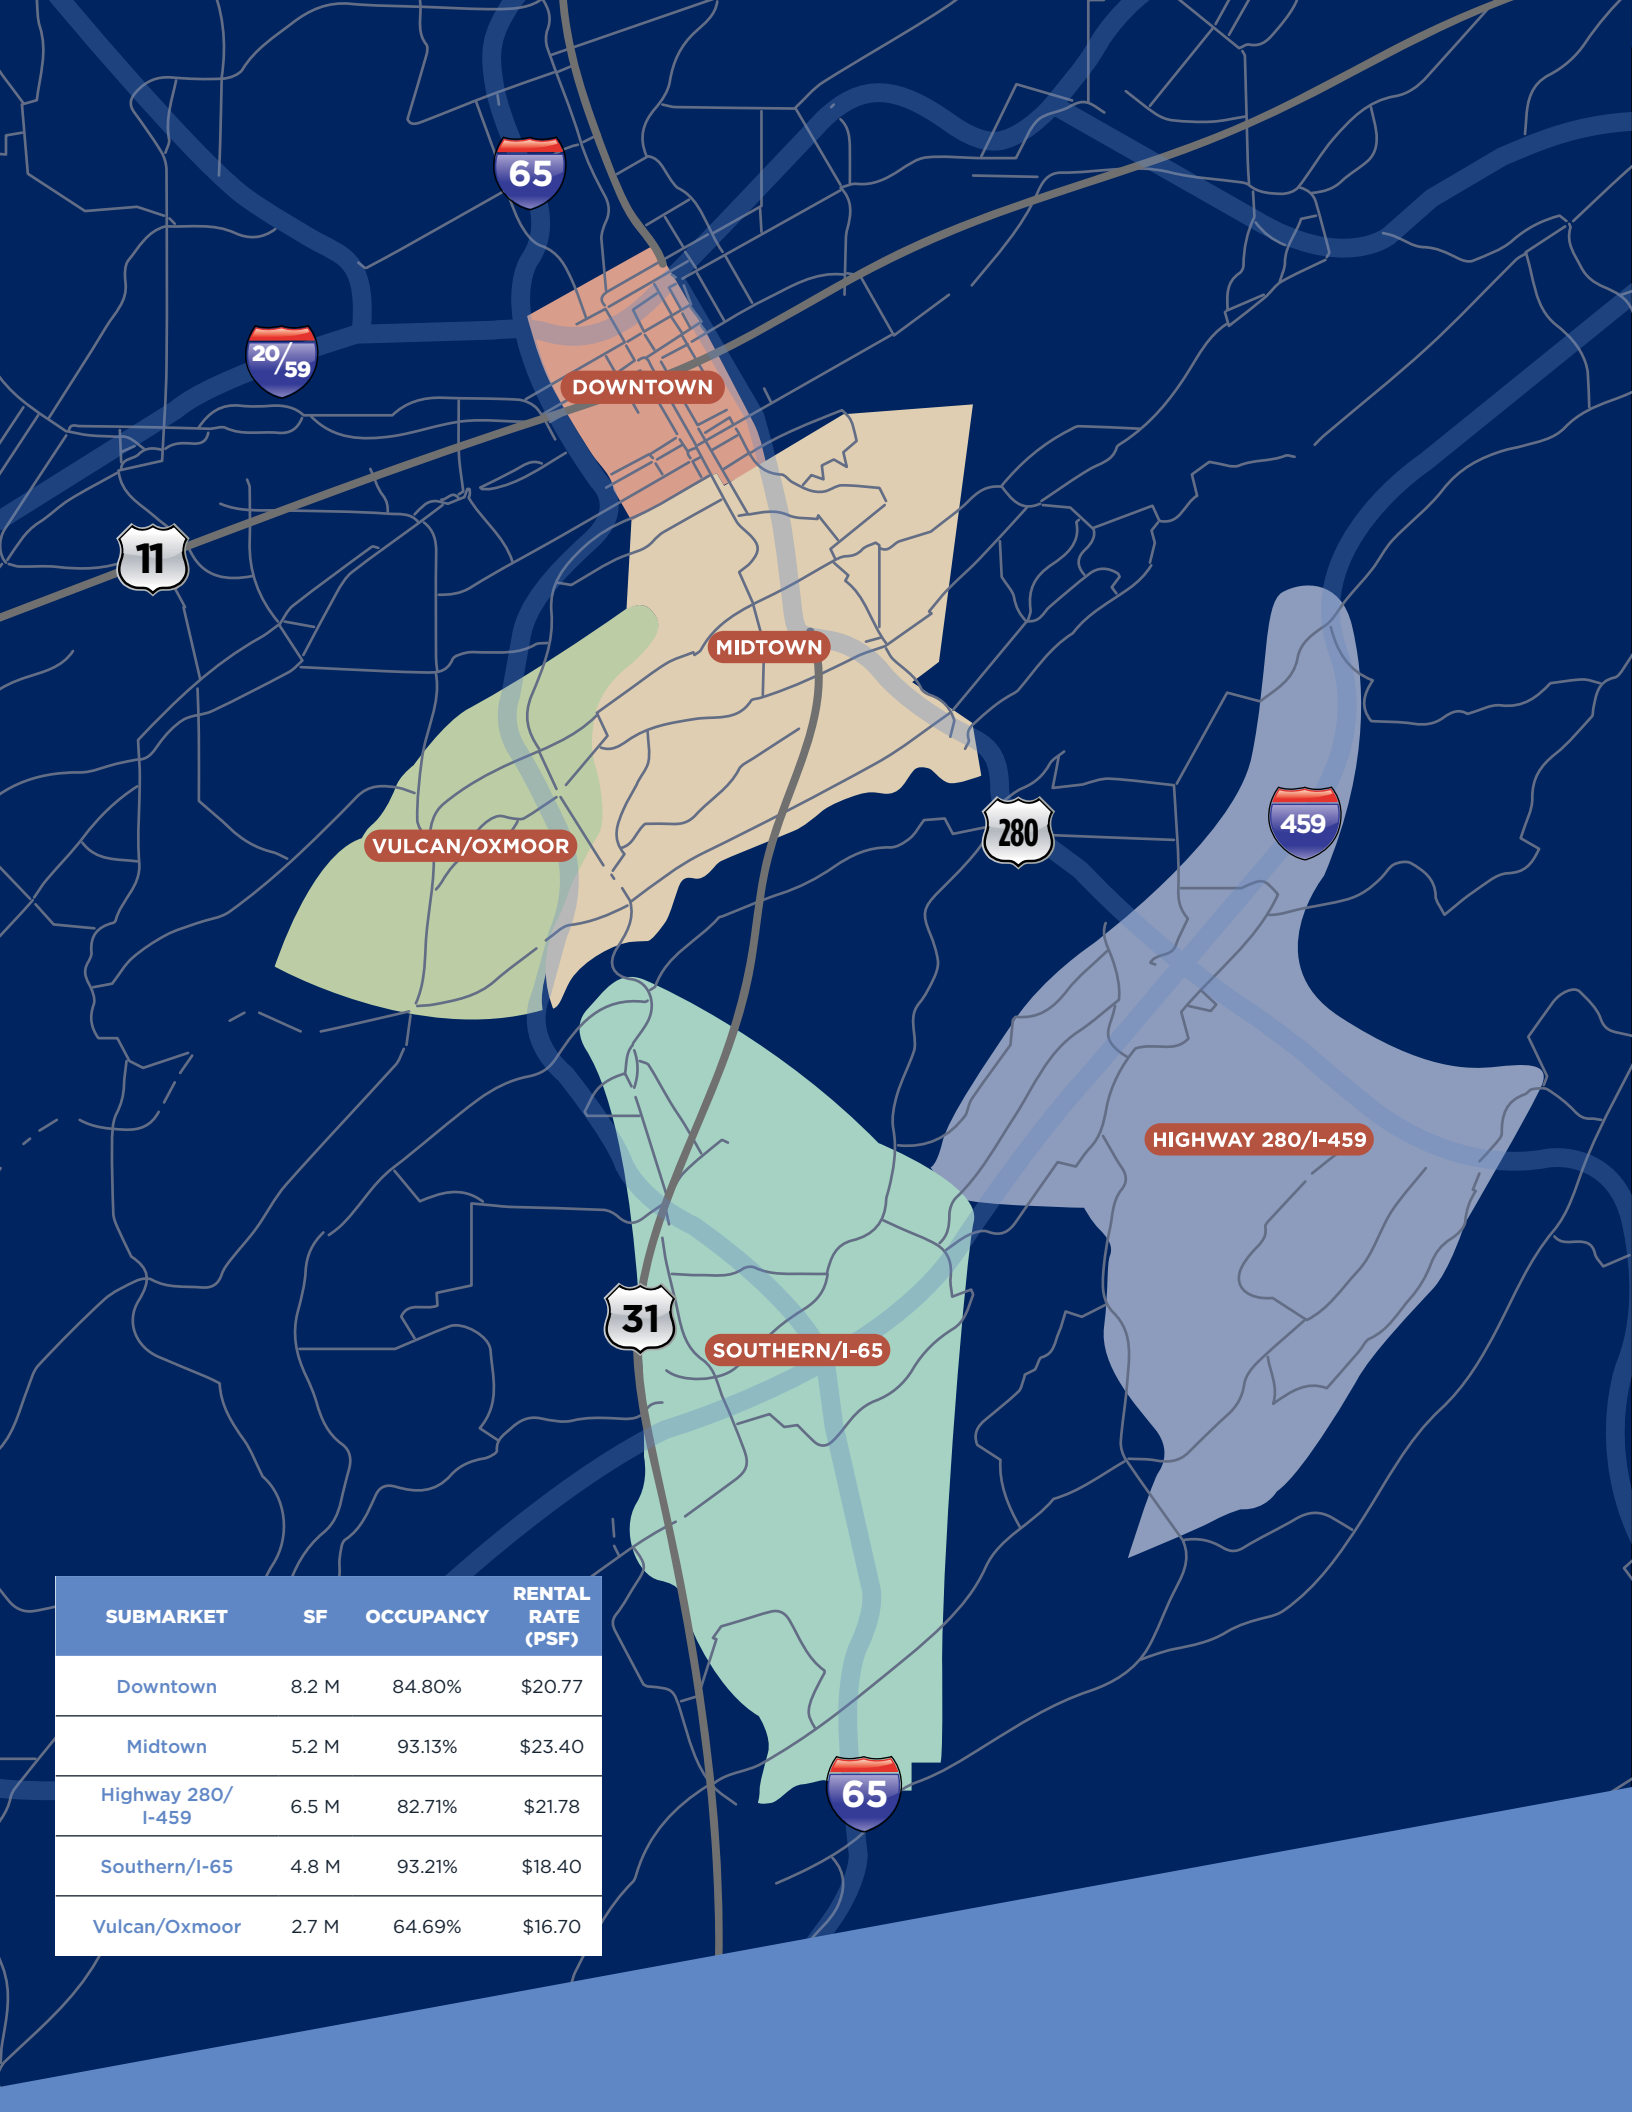 65
20/59
DOWNTOWN
11
MIDTOWN
459
280
VULCAN/OXMOOR
HIGHWAY 280/I-459
31
SOUTHERN/I-65
65
SUBMARKET SF OCCUPANCY RENTAL
RATE
(PSF)
Downtown 8.2 M 84.80% $20.77
Midtown 5.2 M 93.13% $23.40
Highway 280/
I-459 6.5 M 82.71% $21.78
Southern/I-65 4.8 M 93.21% $18.40
Vulcan/Oxmoor 2.7 M 64.69% $16.70